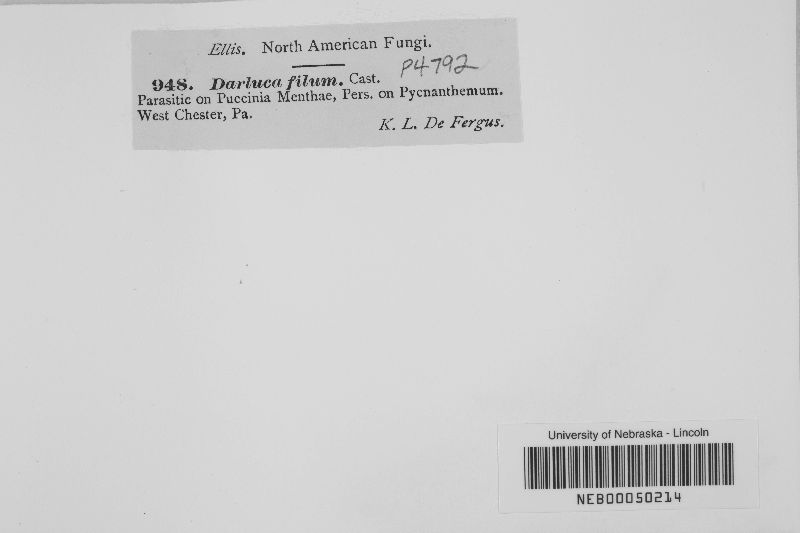 Ellis. North American Fungi.
P4792
948. Darluca filum. Cast.
Parasitic on Puccinia Menthae, Pers. on Pycnanthemum.
West Chester, Pa.
K. L. De Fergus.
University of Nebraska - Lincoln
NEB00050214